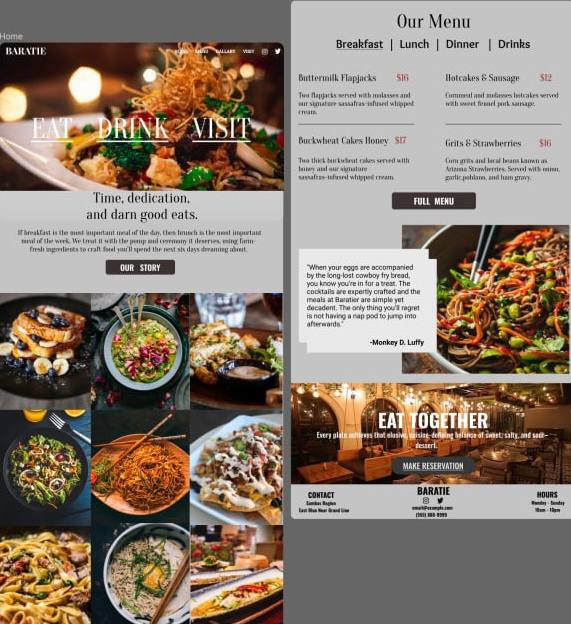 Home
BARATIE
HOME MENU GALLARY VISIT
EAT DRINK VISIT
Time, dedication,
and darn good eats.
If breakfast is the most important meal of the day, then brunch is the most important
meal of the week. We treat it with the pomp and ceremony it deserves, using farm-
fresh ingredients to craft food you'll spend the next six days dreaming about.
OUR STORY
Our Menu
Breakfast | Lunch | Dinner | Drinks
Buttermilk Flapjacks $16
Two flapjacks served with molasses and
our signature sassafras-infused whipped
cream.
Hotcakes & Sausage $12
Cornmeal and molasses hotcakes served
with sweet fennel pork sausage.
Buckwheat Cakes Honey $17
Two thick buckwheat cakes served with
honey and our signature
sassafras-infused whipped cream.
Grits & Strawberries $16
Corn grits and local beans known as
Arizona Strawberries. Served with onion,
garlic, poblano, and ham gravy.
FULL MENU
"When your eggs are accompanied
by the long-lost cowboy fry bread,
you know you're in for a treat. The
cocktails are expertly crafted and the
meals at Baratier are simple yet
decadent. The only thing you'll regret
is not having a nap pod to jump into
afterwards."
-Monkey D. Luffy
EAT TOGETHER
Every plate achieves that elusive, cuisine-defining balance of sweet, salty, and sour-
dessert.
MAKE RESERVATION
CONTACT
Sambas Region
East Blue Near Grand Line
BARATIE
email@example.com
(555) 888-9999
HOURS
Monday - Sunday
10am - 10pm